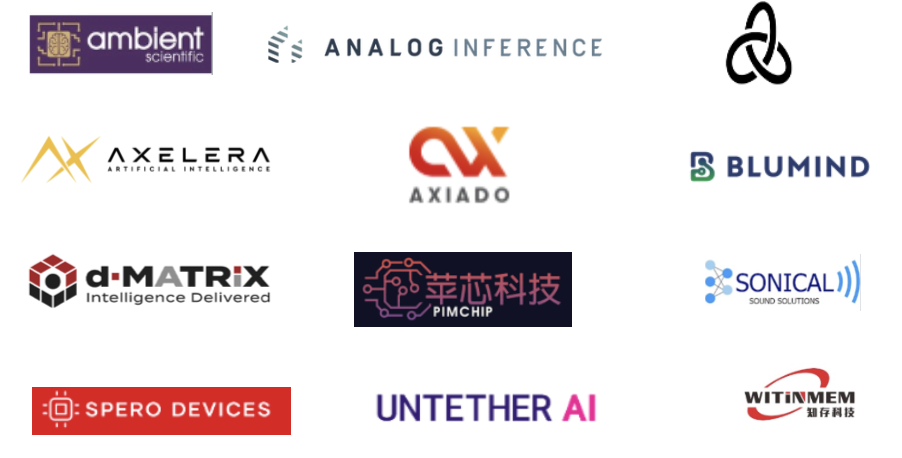 ambient
scientific
ANALOG INFERENCE
AXELERA
ARTIFICIAL INTELLIGENCE
AXIADO
BLUMIND
d-MATRiX
Intelligence Delivered
苹芯科技
PIMCHIP
SONICAL
SOUND SOLUTIONS
SPERO DEVICES
UNTETHER AI
WITINMEM
知存科技